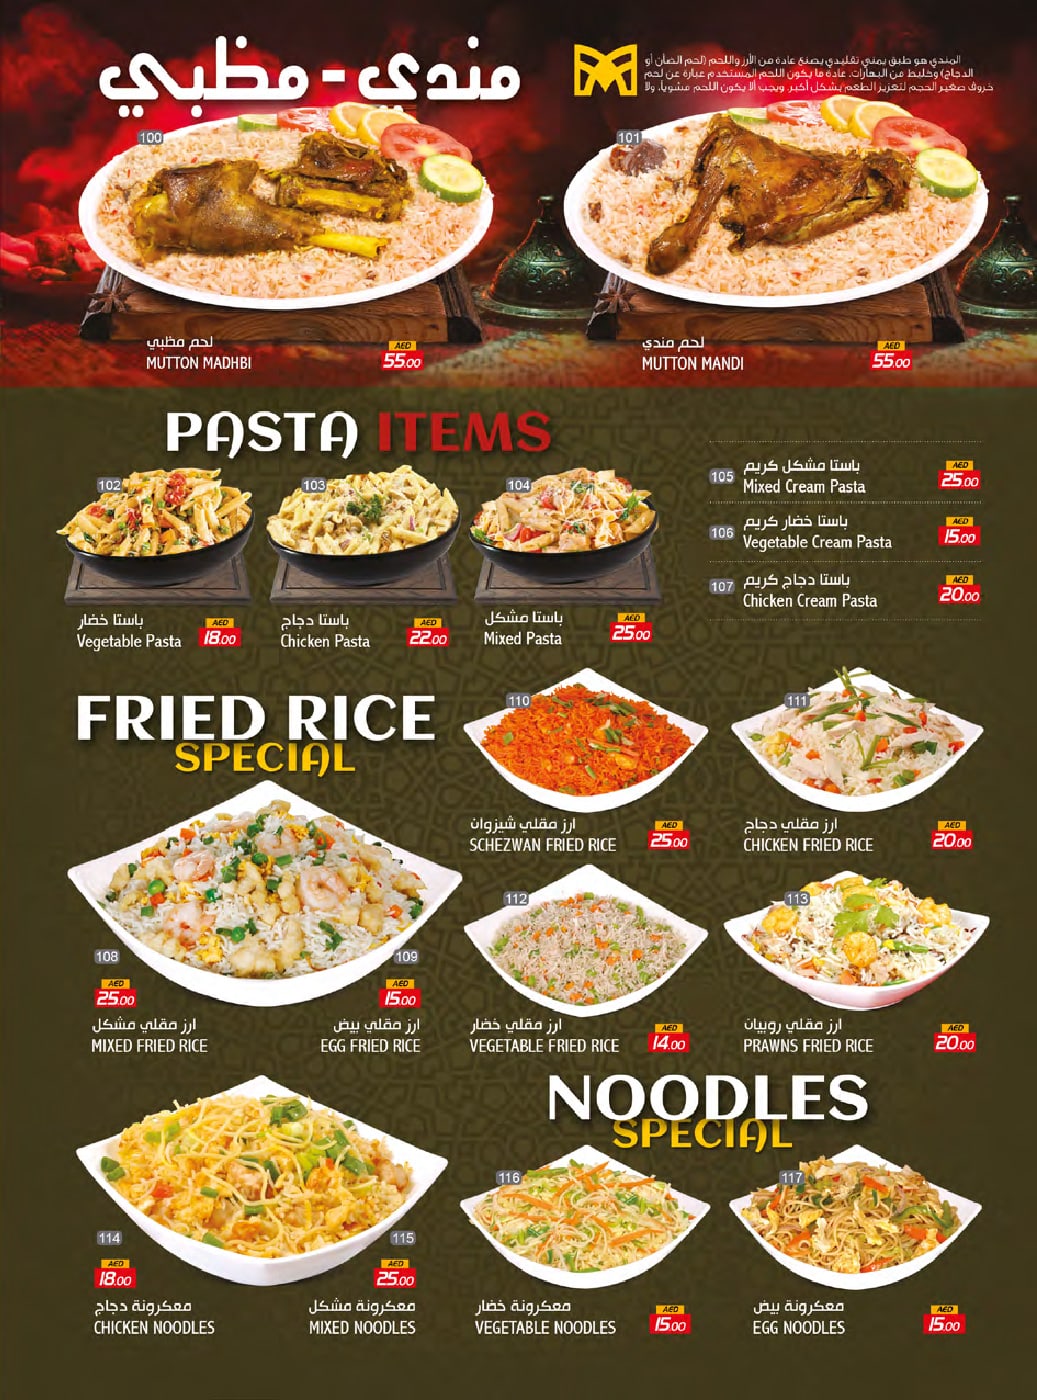 مندي - مظبي
المندي هو طبق يمني تقليدي يصنع عادة من الأرز واللحم (لحم الضأن أو
الدجاج) وخليط من البهارات. عادة ما يكون اللحم المستخدم عبارة عن لحم
خروف صغير الحجم لتعزيز الطعم بشكل أكبر. ويجب ألا يكون اللحم مشوياً. ولا
100
101
لحم مظبي
MUTTON MADHBI
AED
55.00
لحم مندي
MUTTON MANDI
AED
55.00
PASTA ITEMS
102
103
104
باستا خضار
Vegetable Pasta
AED
18.00
باستا دجاج
Chicken Pasta
AED
22.00
باستا مشكل
Mixed Pasta
AED
25.00
105
باستا مشكل كريم
Mixed Cream Pasta
AED
25.00
106
باستا خضار كريم
Vegetable Cream Pasta
AED
15.00
107
باستا دجاج كريم
Chicken Cream Pasta
AED
20.00
FRIED RICE
SPECIAL
108
AED
25.00
ارز مقلي مشكل
MIXED FRIED RICE
109
AED
15.00
ارز مقلي بيض
EGG FRIED RICE
110
ارز مقلي شيزوان
SCHEZWAN FRIED RICE
AED
25.00
111
ارز مقلي دجاج
CHICKEN FRIED RICE
AED
20.00
112
ارز مقلي خضار
VEGETABLE FRIED RICE
AED
14.00
113
ارز مقلي روبيان
PRAWNS FRIED RICE
AED
20.00
NOODLES
SPECIAL
114
AED
18.00
معكرونة دجاج
CHICKEN NOODLES
115
AED
25.00
معكرونة مشكل
MIXED NOODLES
116
معكرونة خضار
VEGETABLE NOODLES
AED
15.00
117
معكرونة بيض
EGG NOODLES
AED
15.00